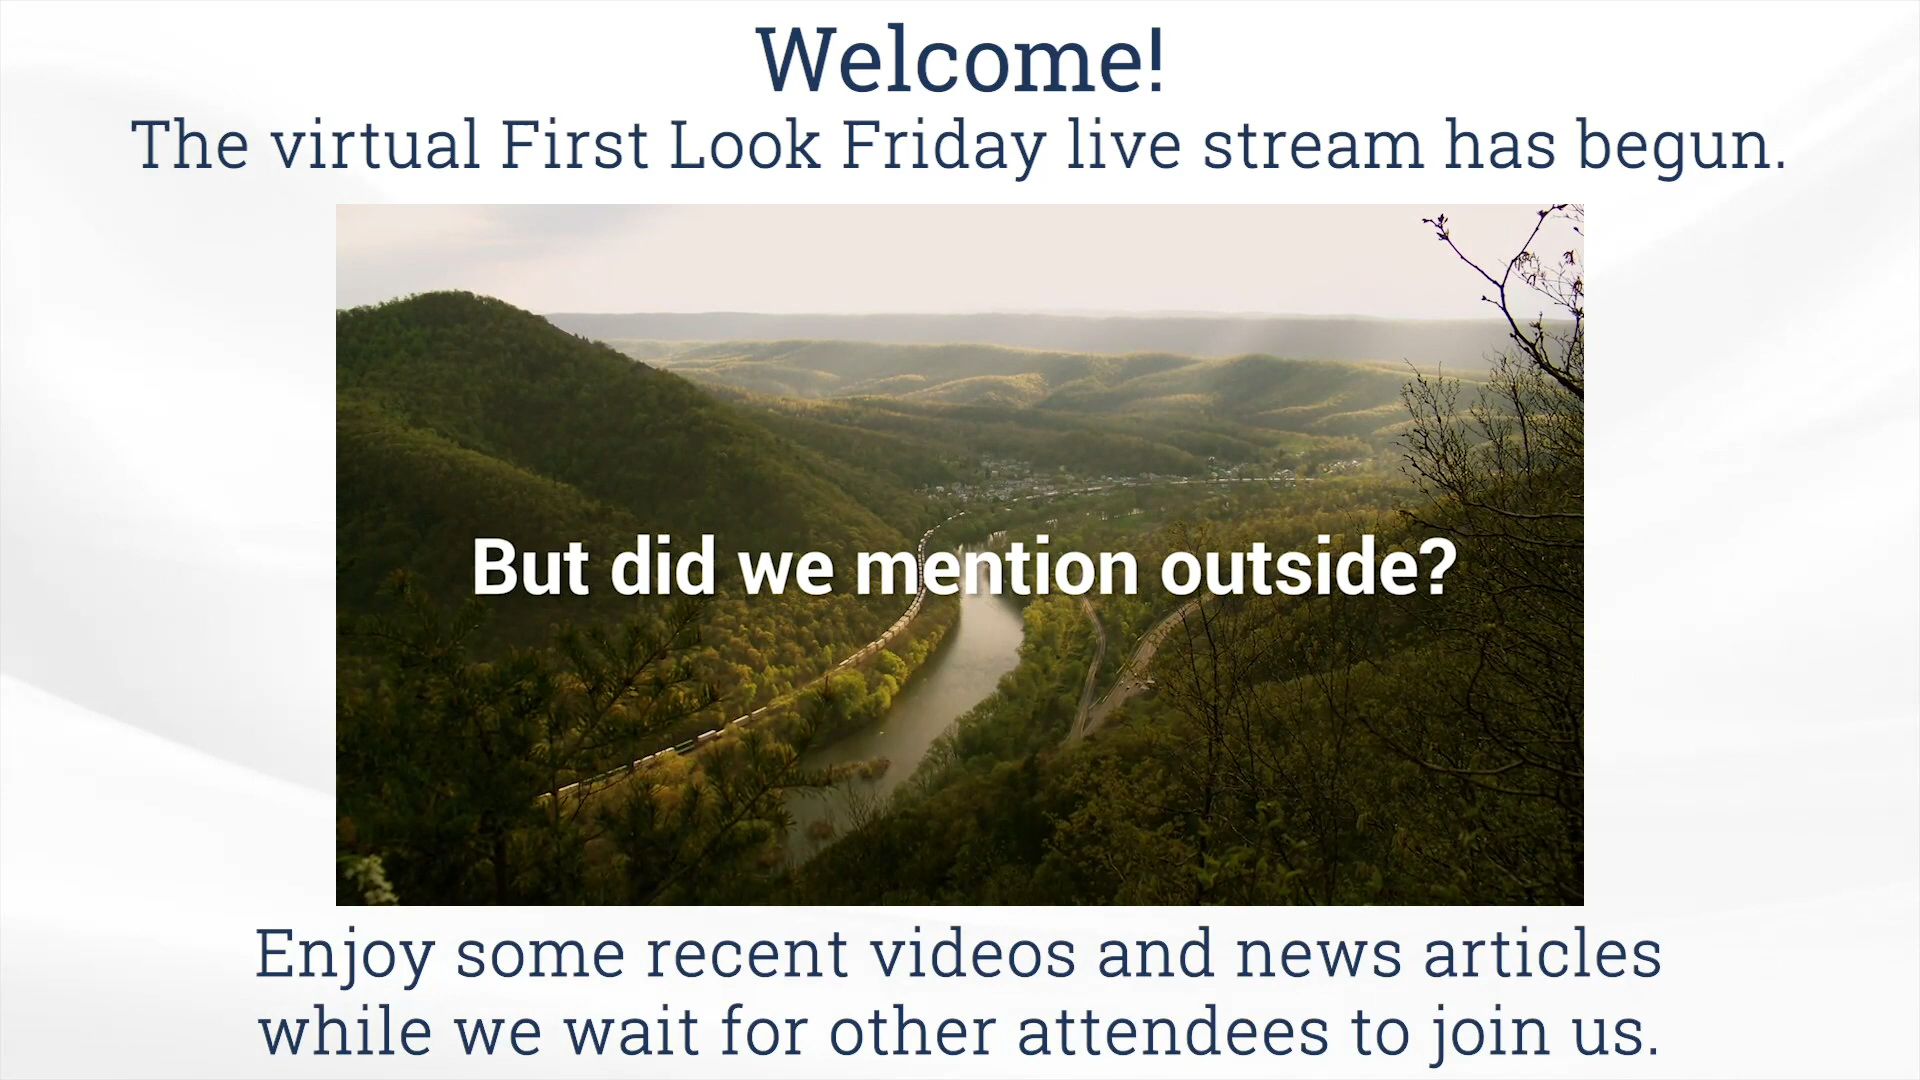 Welcome!
The virtual First Look Friday live stream has begun.
But did we mention outside?
Enjoy some recent videos and news articles
while we wait for other attendees to join us.